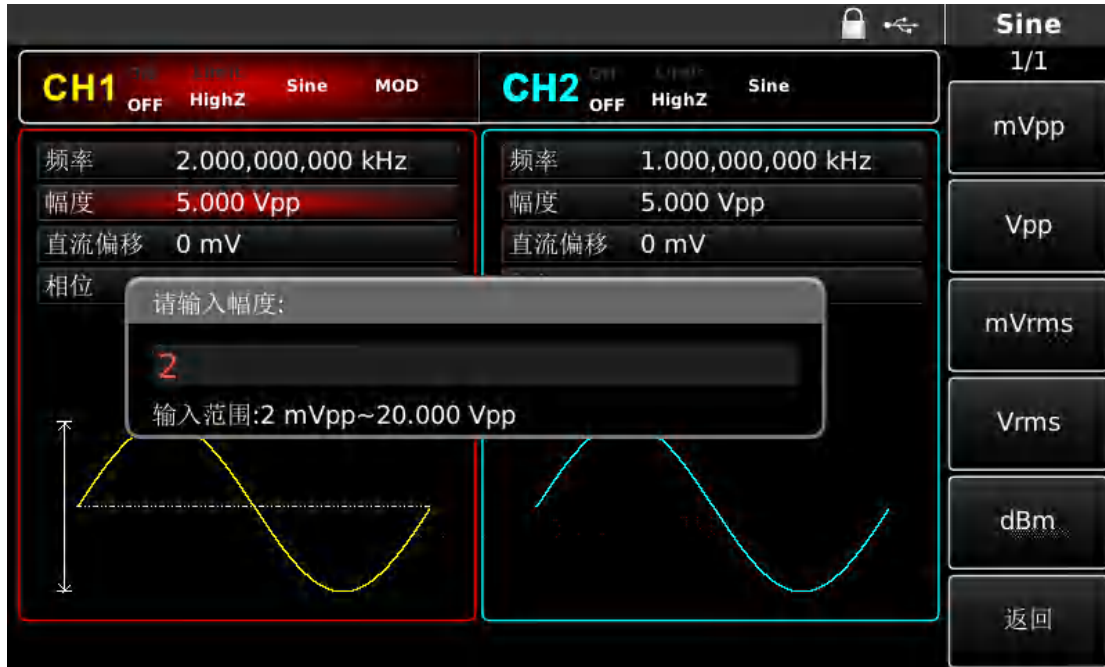 Sine
1/1
CH1 OFF HighZ Sine MOD
CH2 OFF HighZ Sine
频率 2.000,000,000 kHz
幅度 5.000 Vpp
直流偏移 0 mV
相位
频率 1.000,000,000 kHz
幅度 5.000 Vpp
直流偏移 0 mV
请输入幅度:
2
输入范围:2 mVpp~20.000 Vpp
mVpp
Vpp
mVrms
Vrms
dBm
返回